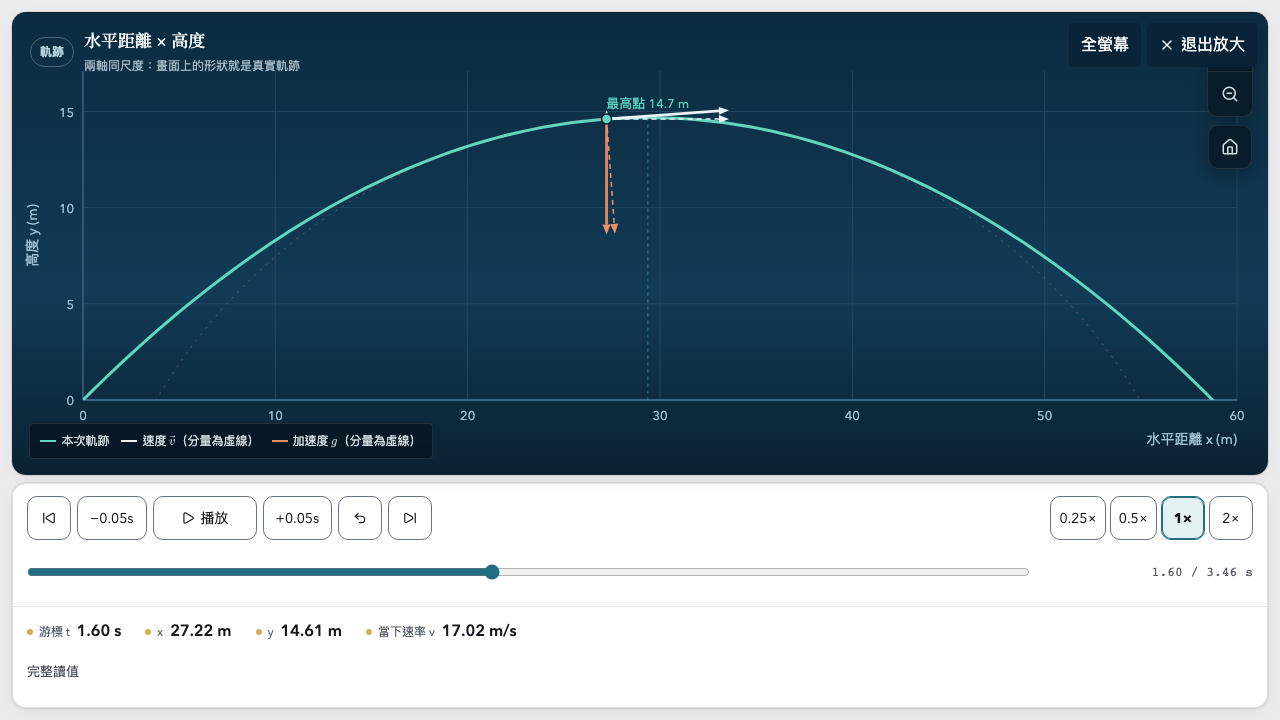 軌跡
水平距離 × 高度
兩軸同尺度：畫面上的形狀就是真實軌跡
全螢幕
× 退出放大
最高點 14.7 m
高度 y (m)
15
10
5
0
0 10 20 30 40 50 60
水平距離 x (m)
本次軌跡 速度 v⃗（分量為虛線） 加速度 g（分量為虛線）
−0.05s
播放
+0.05s
0.25×
0.5×
1×
2×
1.60 / 3.46 s
游標 t 1.60 s
x 27.22 m
y 14.61 m
當下速率 v 17.02 m/s
完整讀值